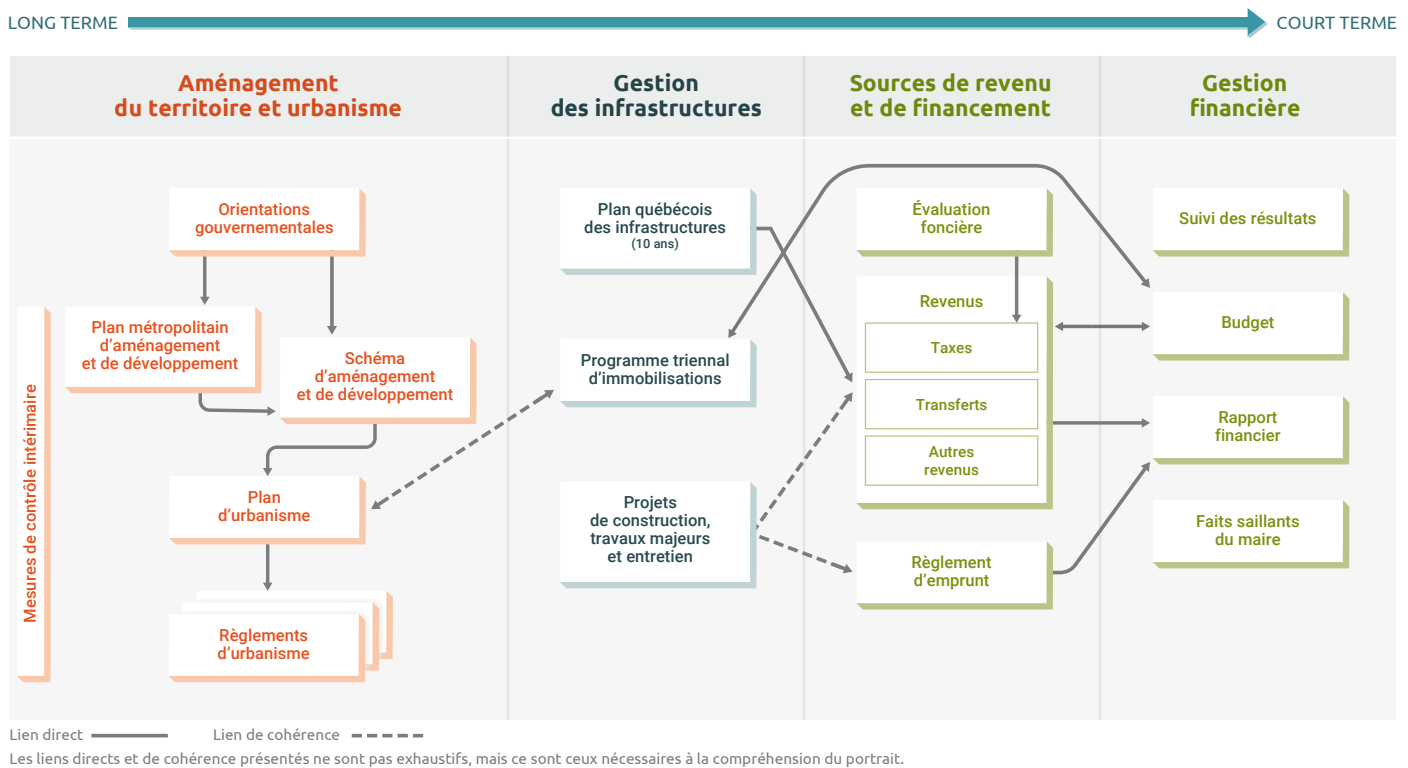 LONG TERME
COURT TERME
Aménagement
du territoire et urbanisme
Gestion
des infrastructures
Sources de revenu
et de financement
Gestion
financière
Orientations
gouvernementales
Plan métropolitain
d'aménagement
et de développement
Schéma
d'aménagement
et de développement
Plan
d'urbanisme
Règlements
d'urbanisme
Mesures de contrôle intérimaire
Plan québécois
des infrastructures
(10 ans)
Programme triennal
d'immobilisations
Projets
de construction,
travaux majeurs
et entretien
Évaluation
foncière
Revenus
Taxes
Transferts
Autres
revenus
Règlement
d'emprunt
Suivi des résultats
Budget
Rapport
financier
Faits saillants
du maire
Lien direct
Lien de cohérence
Les liens directs et de cohérence présentés ne sont pas exhaustifs, mais ce sont ceux nécessaires à la compréhension du portrait.